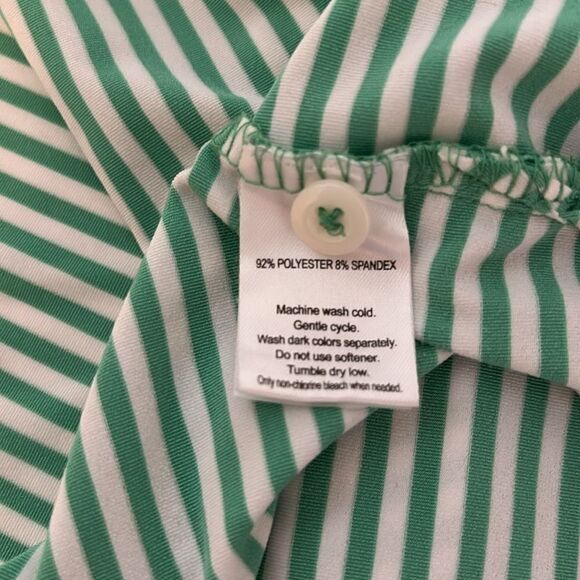 92% POLYESTER 8% SPANDEX
Machine wash cold.
Gentle cycle.
Wash dark colors separately.
Do not use softener.
Tumble dry low.
Only non-chlorine bleach when needed.